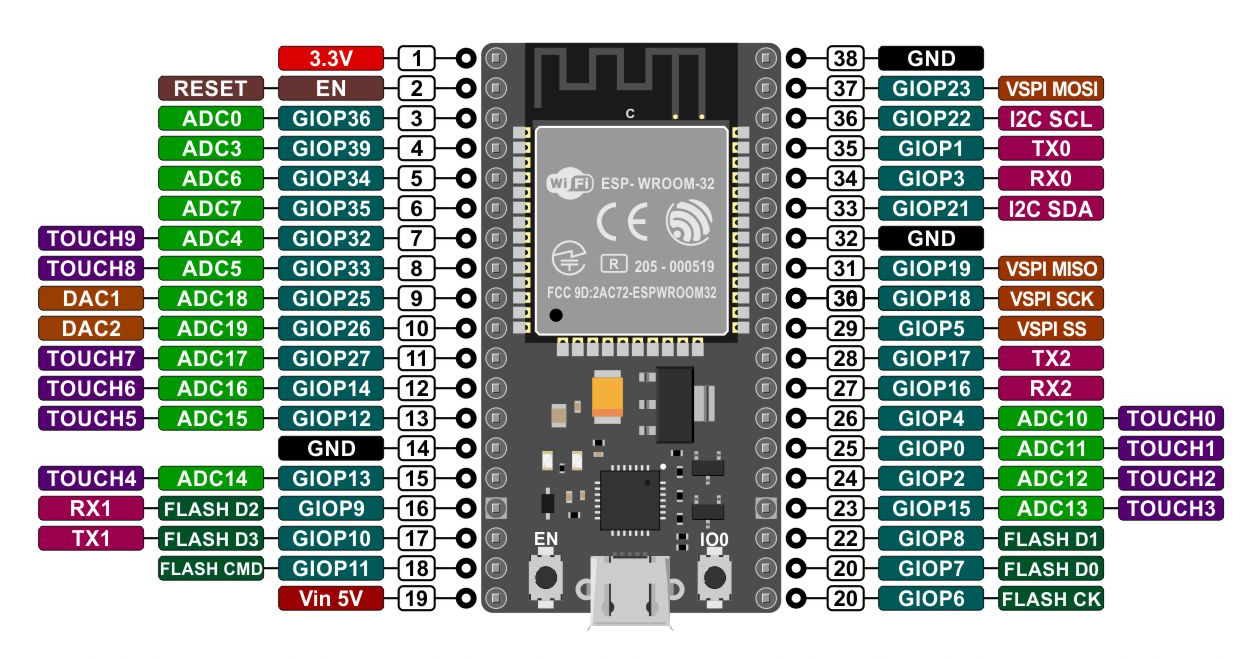 3.3V 1 38 GND
RESET EN 2 37 GIOP23 VSPI MOSI
ADC0 GIOP36 3 C 36 GIOP22 I2C SCL
ADC3 GIOP39 4 35 GIOP1 TX0
ADC6 GIOP34 5 WiFi ESP- WROOM-32 34 GIOP3 RX0
ADC7 GIOP35 6 CE 33 GIOP21 I2C SDA
TOUCH9 ADC4 GIOP32 7 32 GND
TOUCH8 ADC5 GIOP33 8 R 205 - 000519 31 GIOP19 VSPI MISO
DAC1 ADC18 GIOP25 9 FCC 9D:2AC72-ESPWROOM32 30 GIOP18 VSPI SCK
DAC2 ADC19 GIOP26 10 29 GIOP5 VSPI SS
TOUCH7 ADC17 GIOP27 11 28 GIOP17 TX2
TOUCH6 ADC16 GIOP14 12 27 GIOP16 RX2
TOUCH5 ADC15 GIOP12 13 26 GIOP4 ADC10 TOUCH0
GND 14 25 GIOP0 ADC11 TOUCH1
TOUCH4 ADC14 GIOP13 15 24 GIOP2 ADC12 TOUCH2
RX1 FLASH D2 GIOP9 16 23 GIOP15 ADC13 TOUCH3
TX1 FLASH D3 GIOP10 17 EN IO0 22 GIOP8 FLASH D1
FLASH CMD GIOP11 18 20 GIOP7 FLASH D0
Vin 5V 19 20 GIOP6 FLASH CK